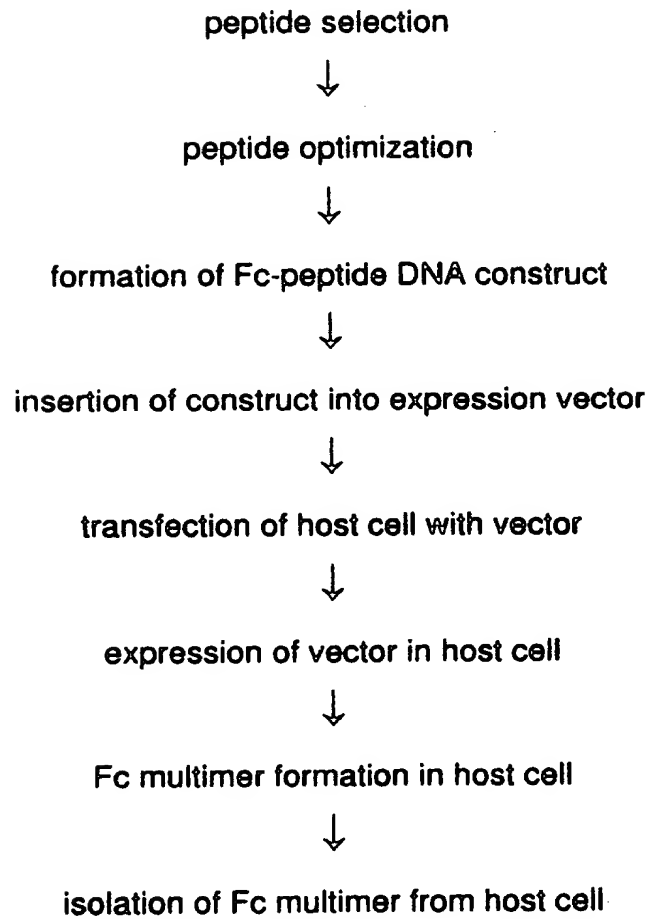 peptide selection
peptide optimization
formation of Fc-peptide DNA construct
insertion of construct into expression vector
transfection of host cell with vector
expression of vector in host cell
Fc multimer formation in host cell
isolation of Fc multimer from host cell